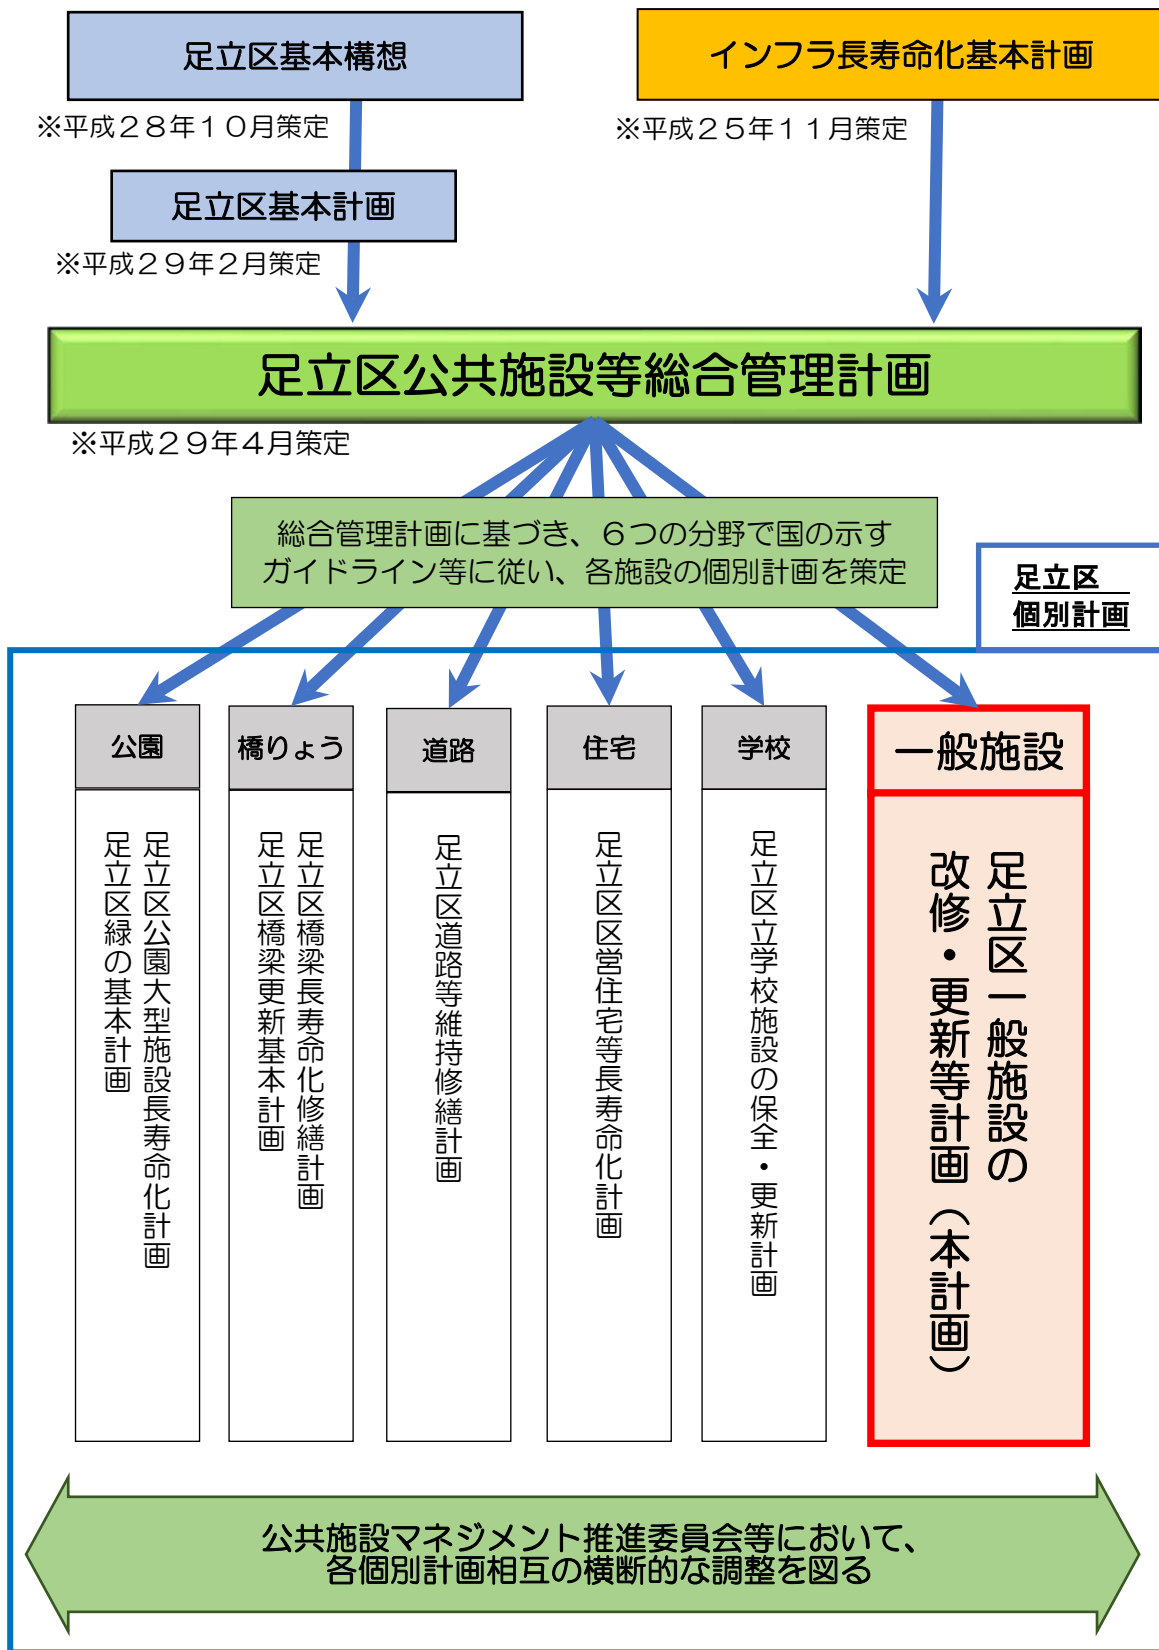 足立区基本構想
※平成２８年１０月策定
インフラ長寿命化基本計画
※平成２５年１１月策定
足立区基本計画
※平成２９年２月策定
足立区公共施設等総合管理計画
※平成２９年４月策定
総合管理計画に基づき、６つの分野で国の示す
ガイドライン等に従い、各施設の個別計画を策定
足立区
個別計画
公園
足立区公園大型施設長寿命化計画
足立区緑の基本計画
橋りょう
足立区橋梁長寿命化修繕計画
足立区橋梁更新基本計画
道路
足立区道路等維持修繕計画
住宅
足立区区営住宅等長寿命化計画
学校
足立区立学校施設の保全・更新計画
一般施設
足立区一般施設の
改修・更新等計画（本計画）
公共施設マネジメント推進委員会等において、
各個別計画相互の横断的な調整を図る